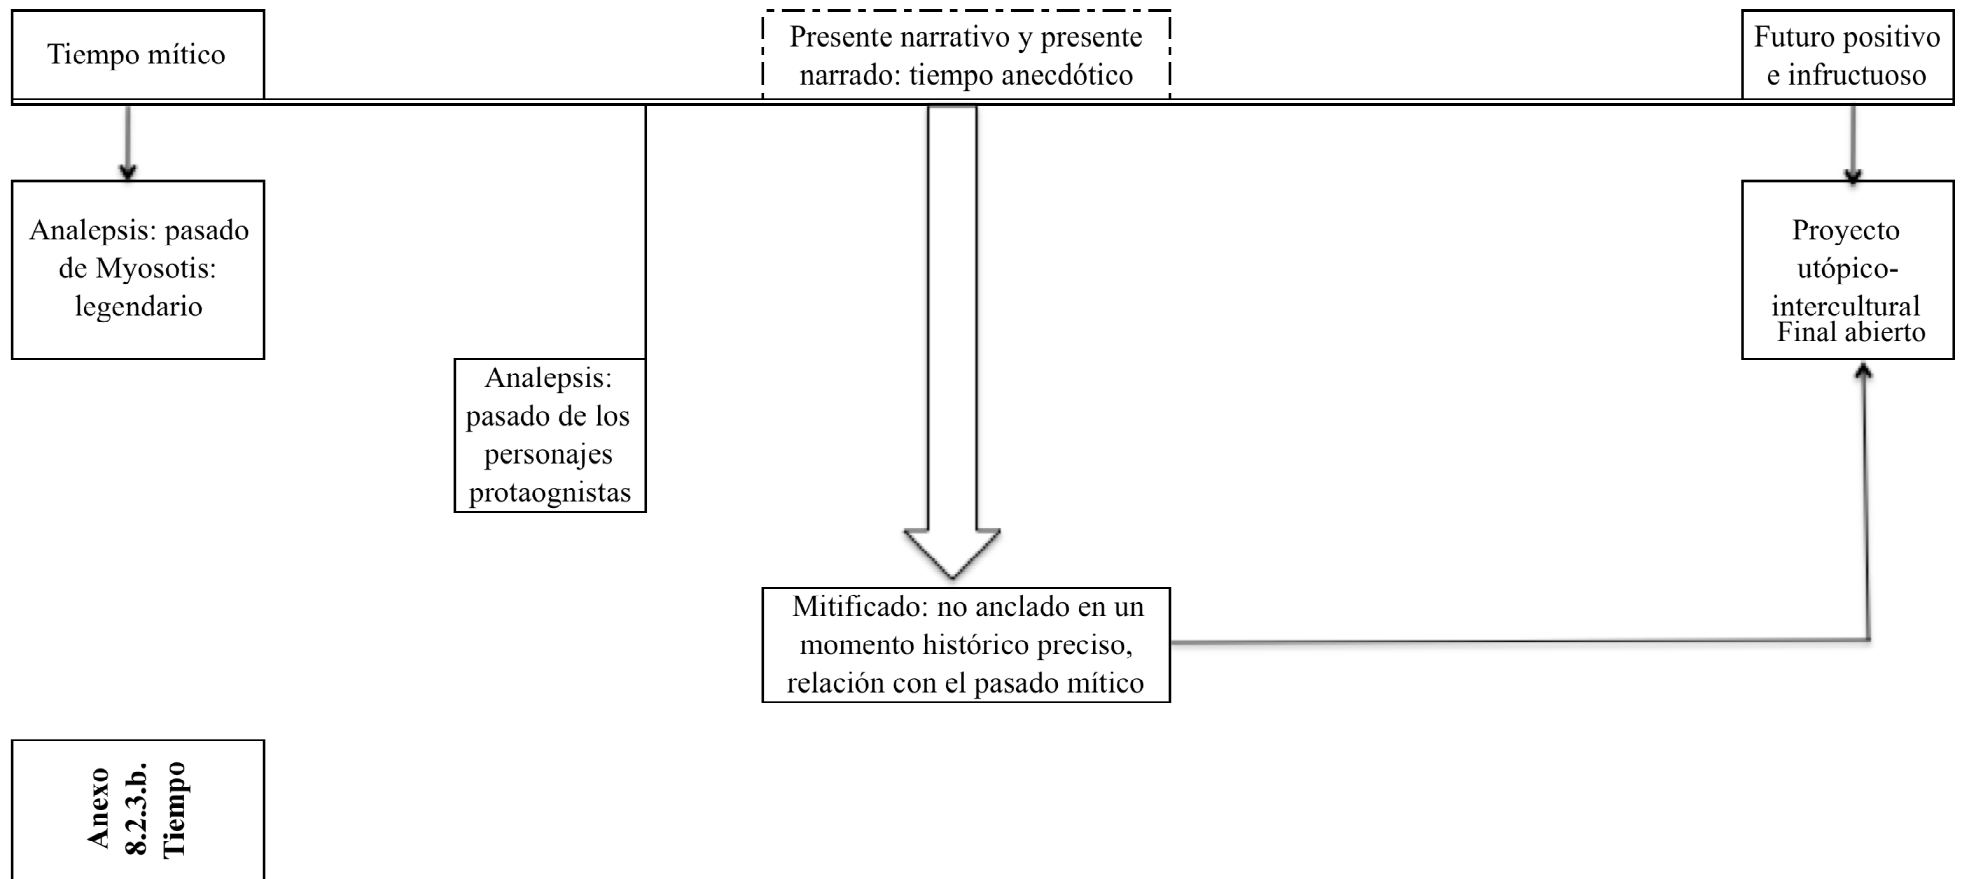 Tiempo mítico
Presente narrativo y presente
narrado: tiempo anecdótico
Futuro positivo
e infructuoso
Analepsis: pasado
de Myosotis:
legendario
Proyecto
utópico-
intercultural
Final abierto
Analepsis:
pasado de los
personajes
protaognistas
Mitificado: no anclado en un
momento histórico preciso,
relación con el pasado mítico
Anexo
8.2.3.b.
Tiempo